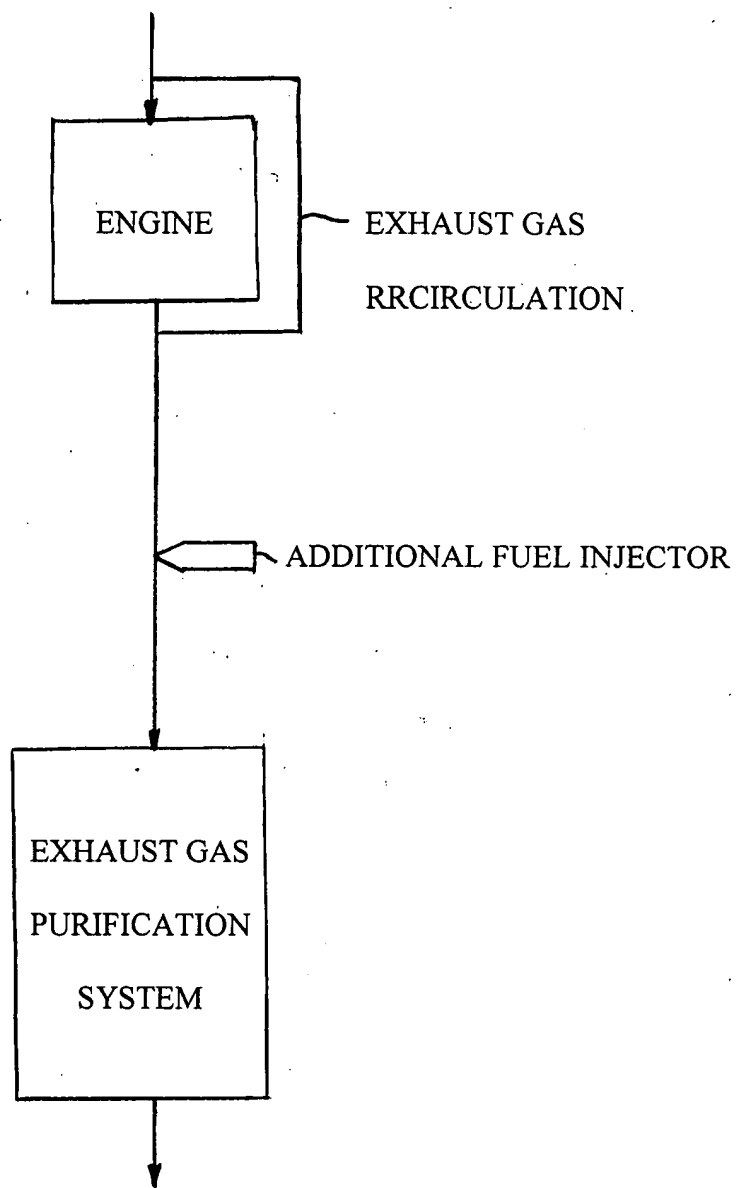 ENGINE
EXHAUST GAS
RRCIRCULATION
ADDITIONAL FUEL INJECTOR
EXHAUST GAS
PURIFICATION
SYSTEM